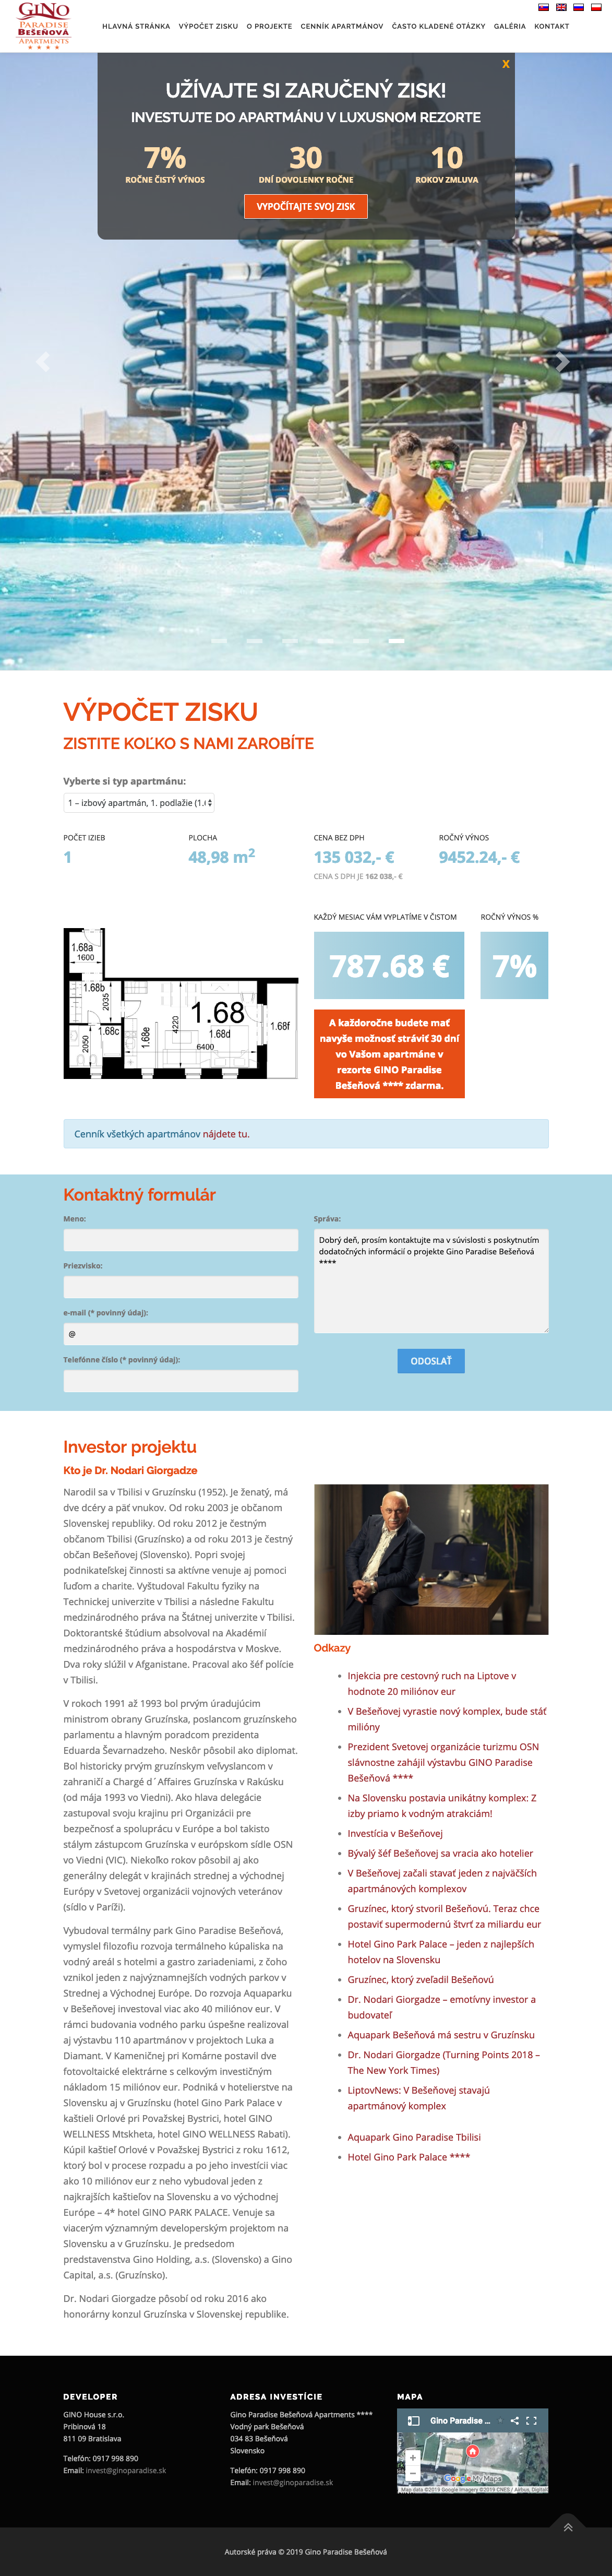 GINO
PARADISE
BEŠEŇOVÁ
APARTMENTS
HLAVNÁ STRÁNKA VÝPOČET ZISKU O PROJEKTE CENNÍK APARTMÁNOV ČASTO KLADENÉ OTÁZKY GALÉRIA KONTAKT
X
UŽÍVAJTE SI ZARUČENÝ ZISK!
INVESTUJTE DO APARTMÁNU V LUXUSNOM REZORTE
7% 30 10
ROČNE ČISTÝ VÝNOS DNÍ DOVOLENKY ROČNE ROKOV ZMLUVA
VYPOČÍTAJTE SVOJ ZISK
VÝPOČET ZISKU
ZISTITE KOĽKO S NAMI ZAROBÍTE
Vyberte si typ apartmánu:
1 – izbový apartmán, 1. podlažie (1.6
POČET IZIEB PLOCHA CENA BEZ DPH ROČNÝ VÝNOS
1 48,98 m2 135 032,- € 9452.24,- €
CENA S DPH JE 162 038,- €
KAŽDÝ MESIAC VÁM VYPLATÍME V ČISTOM ROČNÝ VÝNOS %
787.68 € 7%
1.68a
1600
1.68b
2035
1.68c
2050
1.68e
4220
1.68
1.68d
6400
1.68f
A každoročne budete mať
navyše možnosť stráviť 30 dní
vo Vašom apartmáne v
rezorte GINO Paradise
Bešeňová **** zdarma.
Cenník všetkých apartmánov nájdete tu.
Kontaktný formulár
Meno:
Priezvisko:
e-mail (* povinný údaj):
@
Telefónne číslo (* povinný údaj):
Správa:
Dobrý deň, prosím kontaktujte ma v súvislosti s poskytnutím
dodatočných informácií o projekte Gino Paradise Bešeňová
****
ODOSLAŤ
Investor projektu
Kto je Dr. Nodari Giorgadze
Narodil sa v Tbilisi v Gruzínsku (1952). Je ženatý, má
dve dcéry a päť vnukov. Od roku 2003 je občanom
Slovenskej republiky. Od roku 2012 je čestným
občanom Tbilisi (Gruzínsko) a od roku 2013 je čestný
občan Bešeňovej (Slovensko). Popri svojej
podnikateľskej činnosti sa aktívne venuje aj pomoci
ľuďom a charite. Vyštudoval Fakultu fyziky na
Technickej univerzite v Tbilisi a následne Fakultu
medzinárodného práva na Štátnej univerzite v Tbilisi.
Doktorantské štúdium absolvoval na Akadémií
medzinárodného práva a hospodárstva v Moskve.
Dva roky slúžil v Afganistane. Pracoval ako šéf polície
v Tbilisi.
V rokoch 1991 až 1993 bol prvým úradujúcim
ministrom obrany Gruzínska, poslancom gruzínskeho
parlamentu a hlavným poradcom prezidenta
Eduarda Ševarnadzeho. Neskôr pôsobil ako diplomat.
Bol historicky prvým gruzínskym veľvyslancom v
zahraničí a Chargé d´Affaires Gruzínska v Rakúsku
(od mája 1993 vo Viedni). Ako hlava delegácie
zastupoval svoju krajinu pri Organizácii pre
bezpečnosť a spoluprácu v Európe a bol takisto
stálym zástupcom Gruzínska v európskom sídle OSN
vo Viedni (VIC). Niekoľko rokov pôsobil aj ako
generálny delegát v krajinách strednej a východnej
Európy v Svetovej organizácii vojnových veteránov
(sídlo v Paríži).
Vybudoval termálny park Gino Paradise Bešeňová,
vymyslel filozofiu rozvoja termálneho kúpaliska na
vodný areál s hotelmi a gastro zariadeniami, z čoho
vznikol jeden z najvýznamnejších vodných parkov v
Strednej a Východnej Európe. Do rozvoja Aquaparku
v Bešeňovej investoval viac ako 40 miliónov eur. V
rámci budovania vodného parku úspešne realizoval
aj výstavbu 110 apartmánov v projektoch Luka a
Diamant. V Kameničnej pri Komárne postavil dve
fotovoltaické elektrárne s celkovým investičným
nákladom 15 miliónov eur. Podniká v hotelierstve na
Slovensku aj v Gruzínsku (hotel Gino Park Palace v
kaštieli Orlové pri Považskej Bystrici, hotel GINO
WELLNESS Mtskheta, hotel GINO WELLNESS Rabati).
Kúpil kaštieľ Orlové v Považskej Bystrici z roku 1612,
ktorý bol v procese rozpadu a po jeho investícii viac
ako 10 miliónov eur z neho vybudoval jeden z
najkrajších kaštieľov na Slovensku a vo východnej
Európe – 4* hotel GINO PARK PALACE. Venuje sa
viacerým významným developerským projektom na
Slovensku a v Gruzínsku. Je predsedom
predstavenstva Gino Holding, a.s. (Slovensko) a Gino
Capital, a.s. (Gruzínsko).
Dr. Nodari Giorgadze pôsobí od roku 2016 ako
honorárny konzul Gruzínska v Slovenskej republike.
Odkazy
Injekcia pre cestovný ruch na Liptove v
hodnote 20 miliónov eur
V Bešeňovej vyrastie nový komplex, bude stáť
milióny
Prezident Svetovej organizácie turizmu OSN
slávnostne zahájil výstavbu GINO Paradise
Bešeňová ****
Na Slovensku postavia unikátny komplex: Z
izby priamo k vodným atrakciám!
Investícia v Bešeňovej
Bývalý šéf Bešeňovej sa vracia ako hotelier
V Bešeňovej začali stavať jeden z najväčších
apartmánových komplexov
Gruzínec, ktorý stvoril Bešeňovú. Teraz chce
postaviť supermodernú štvrť za miliardu eur
Hotel Gino Park Palace – jeden z najlepších
hotelov na Slovensku
Gruzínec, ktorý zveľadil Bešeňovú
Dr. Nodari Giorgadze – emotívny investor a
budovateľ
Aquapark Bešeňová má sestru v Gruzínsku
Dr. Nodari Giorgadze (Turning Points 2018 –
The New York Times)
LiptovNews: V Bešeňovej stavajú
apartmánový komplex
Aquapark Gino Paradise Tbilisi
Hotel Gino Park Palace ****
DEVELOPER
GINO House s.r.o.
Pribinova 18
811 09 Bratislava
Telefón: 0917 998 890
Email: invest@ginoparadise.sk
ADRESA INVESTÍCIE
Gino Paradise Bešeňová Apartments ****
Vodný park Bešeňová
034 83 Bešeňová
Slovensko
Telefón: 0917 998 890
Email: invest@ginoparadise.sk
MAPA
Gino Paradise ...
Google My Maps
Map data ©2019 Google Imagery ©2019 CNES / Airbus, Digital
Autorské práva © 2019 Gino Paradise Bešeňová